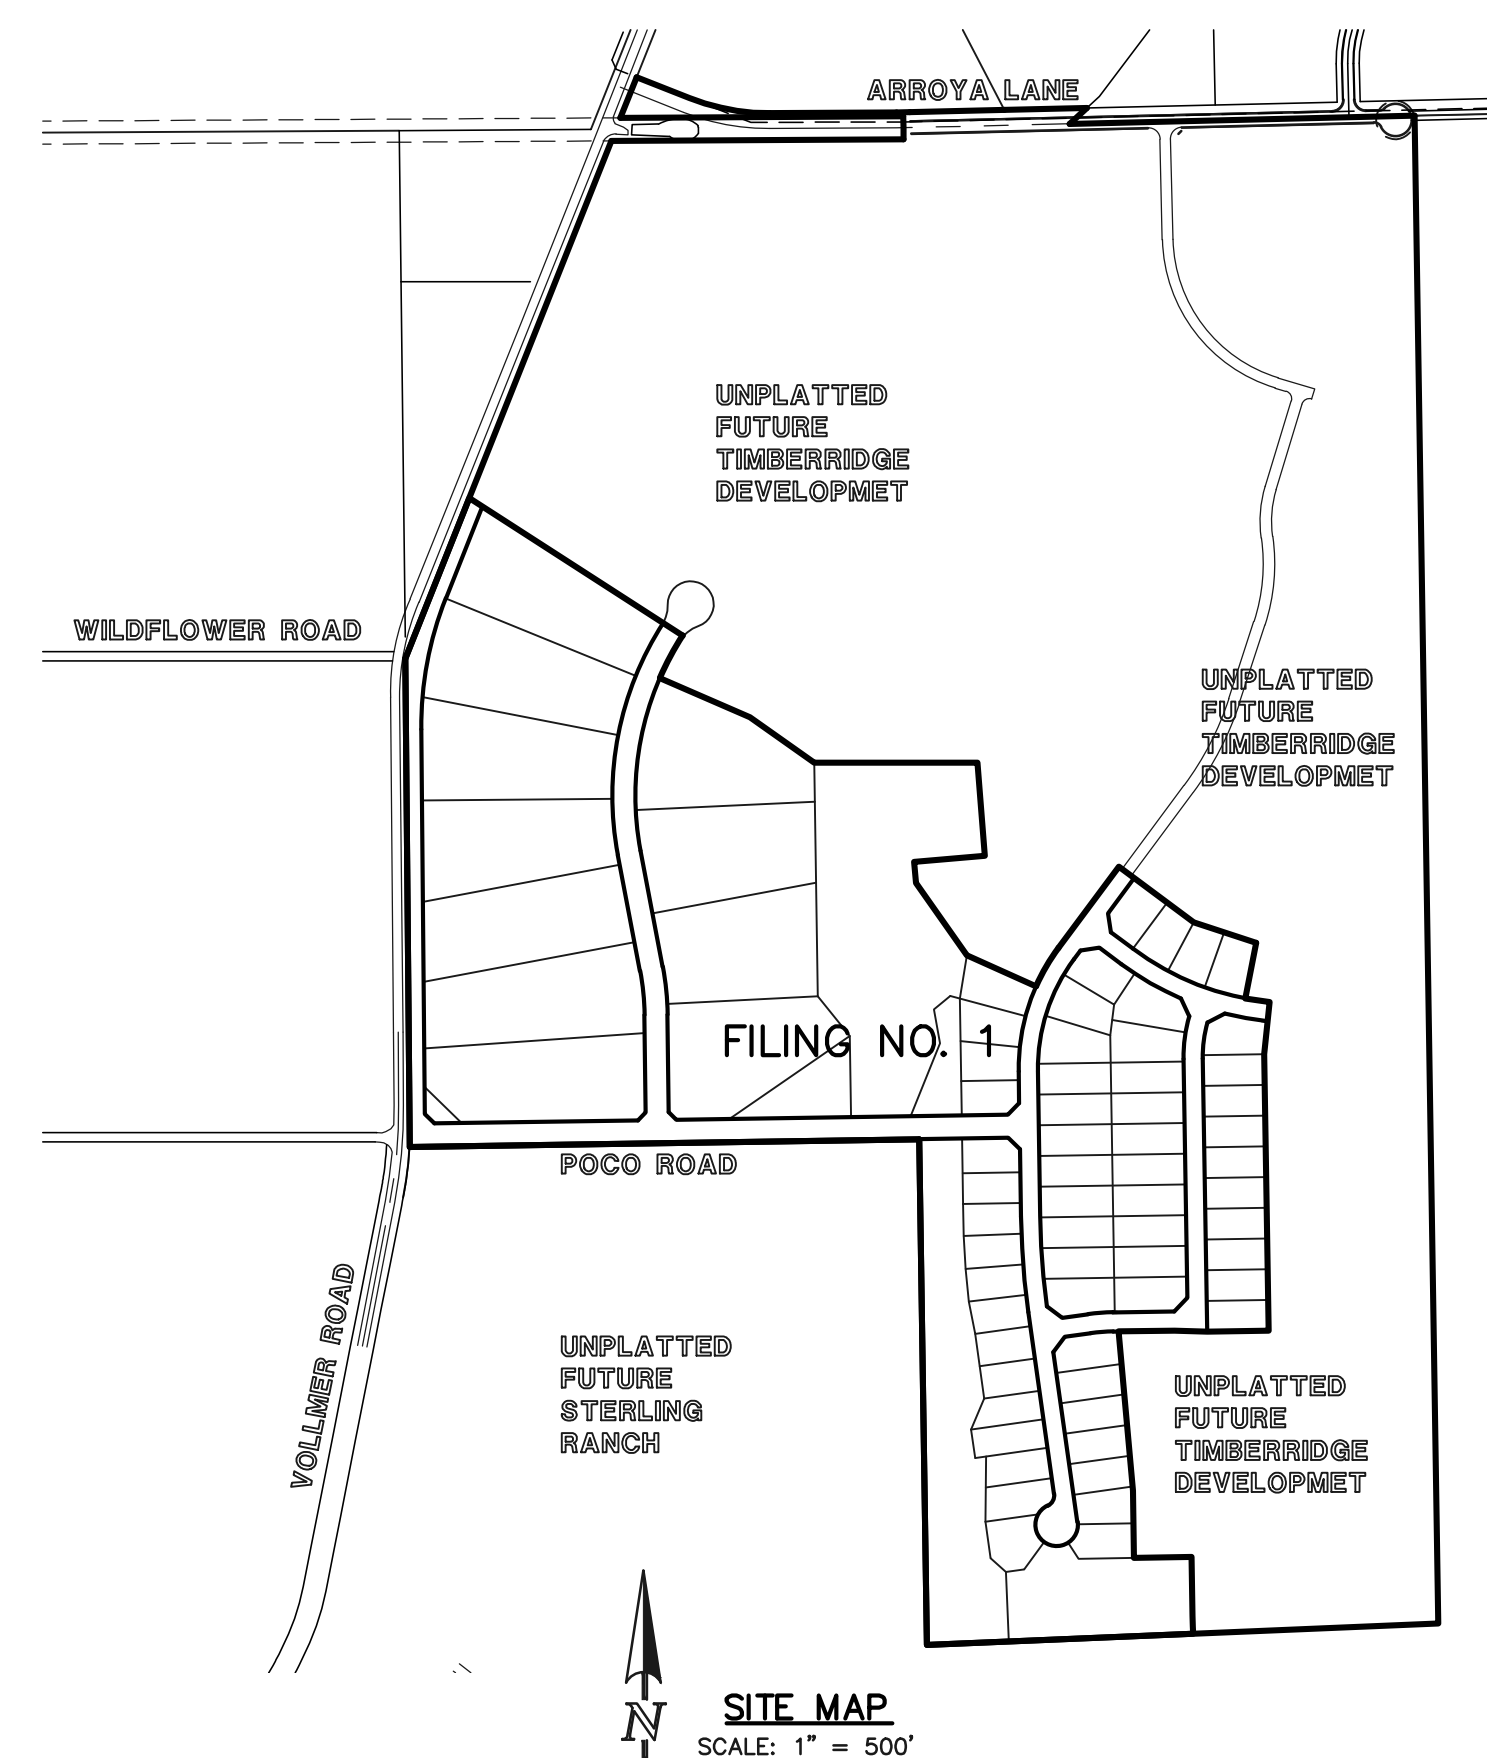 ARROYA LANE
UNPLATTED
FUTURE
TIMBERRIDGE
DEVELOPMET
WILDFLOWER ROAD
UNPLATTED
FUTURE
TIMBERRIDGE
DEVELOPMET
FILING NO. 1
POCO ROAD
VOLLMER ROAD
UNPLATTED
FUTURE
STERLING
RANCH
UNPLATTED
FUTURE
TIMBERRIDGE
DEVELOPMET
N
SITE MAP
SCALE: 1" = 500'